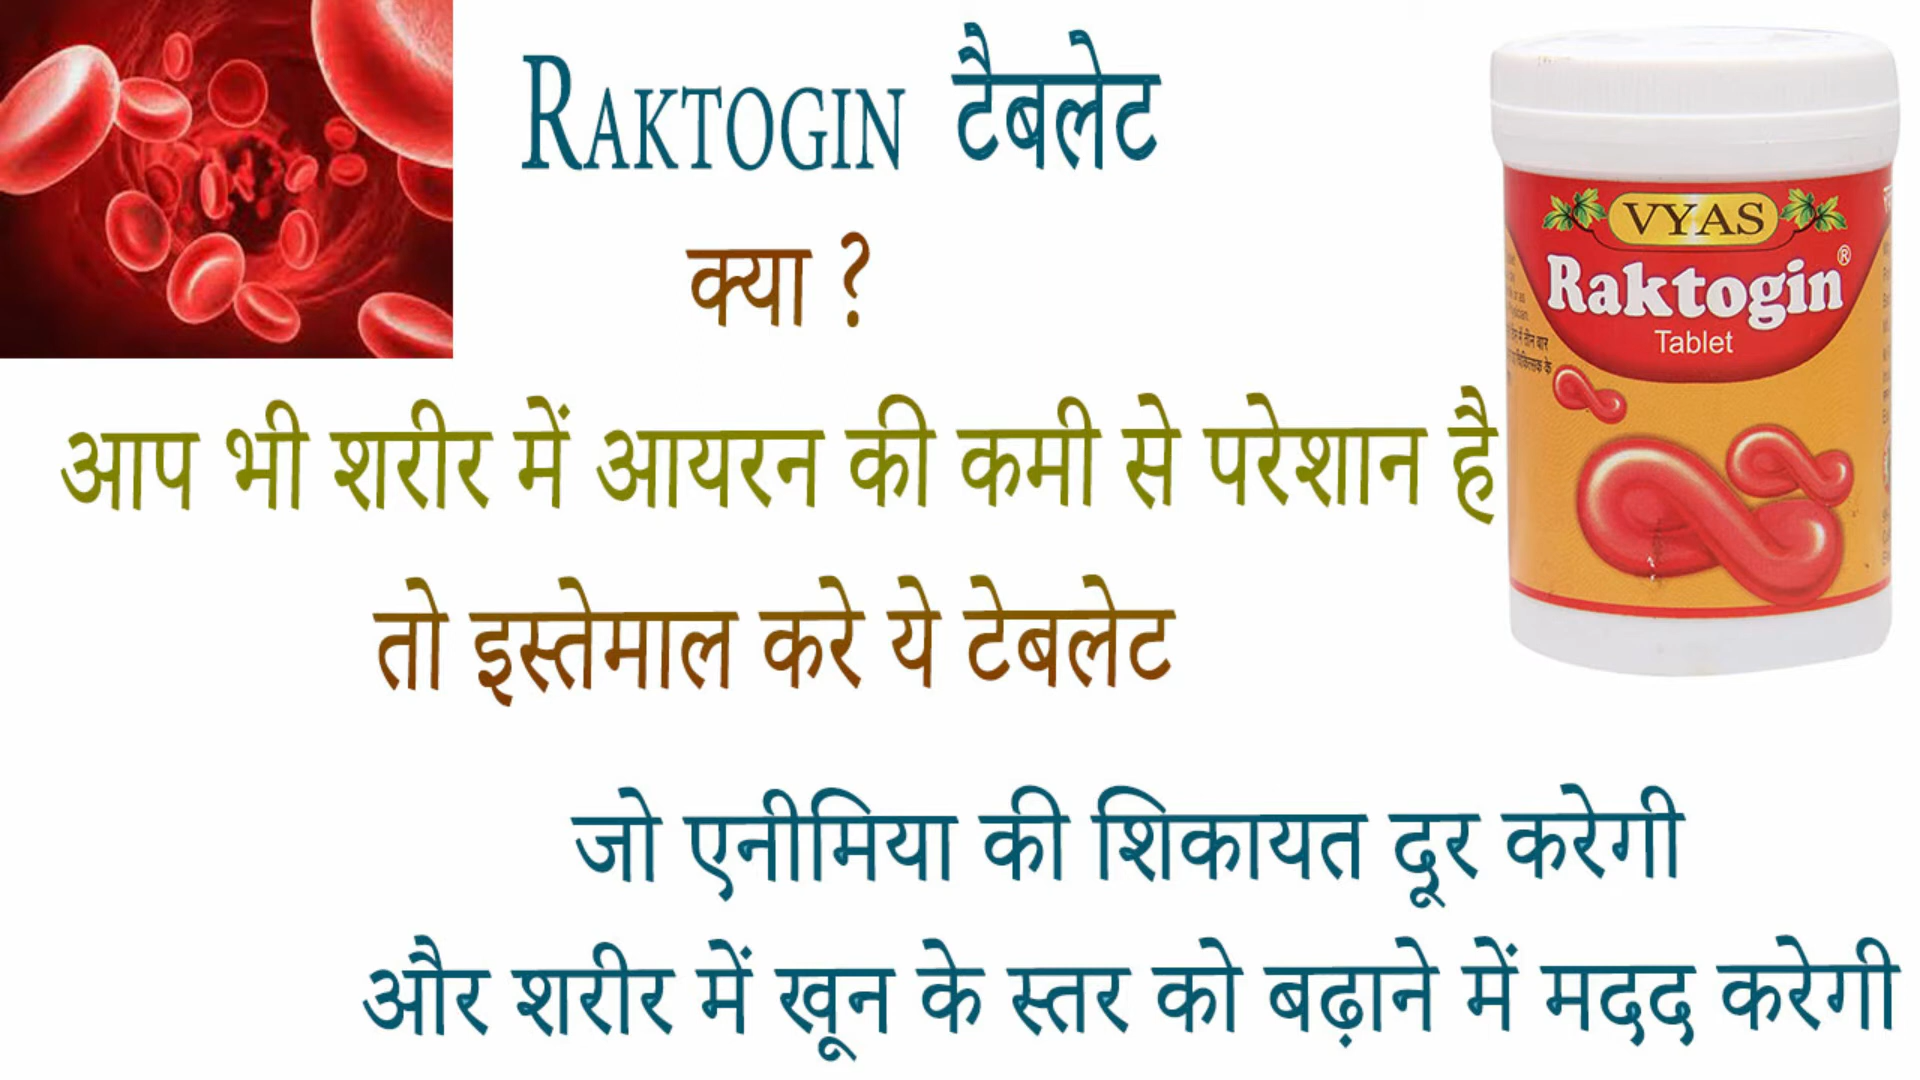 RAKTOGIN टैबलेट
क्या ?
आप भी शरीर में आयरन की कमी से परेशान है
तो इस्तेमाल करे ये टेबलेट
जो एनीमिया की शिकायत दूर करेगी
और शरीर में खून के स्तर को बढ़ाने में मदद करेगी
VYAS
Raktogin®
Tablet
में तीन बार
चिकित्सक के